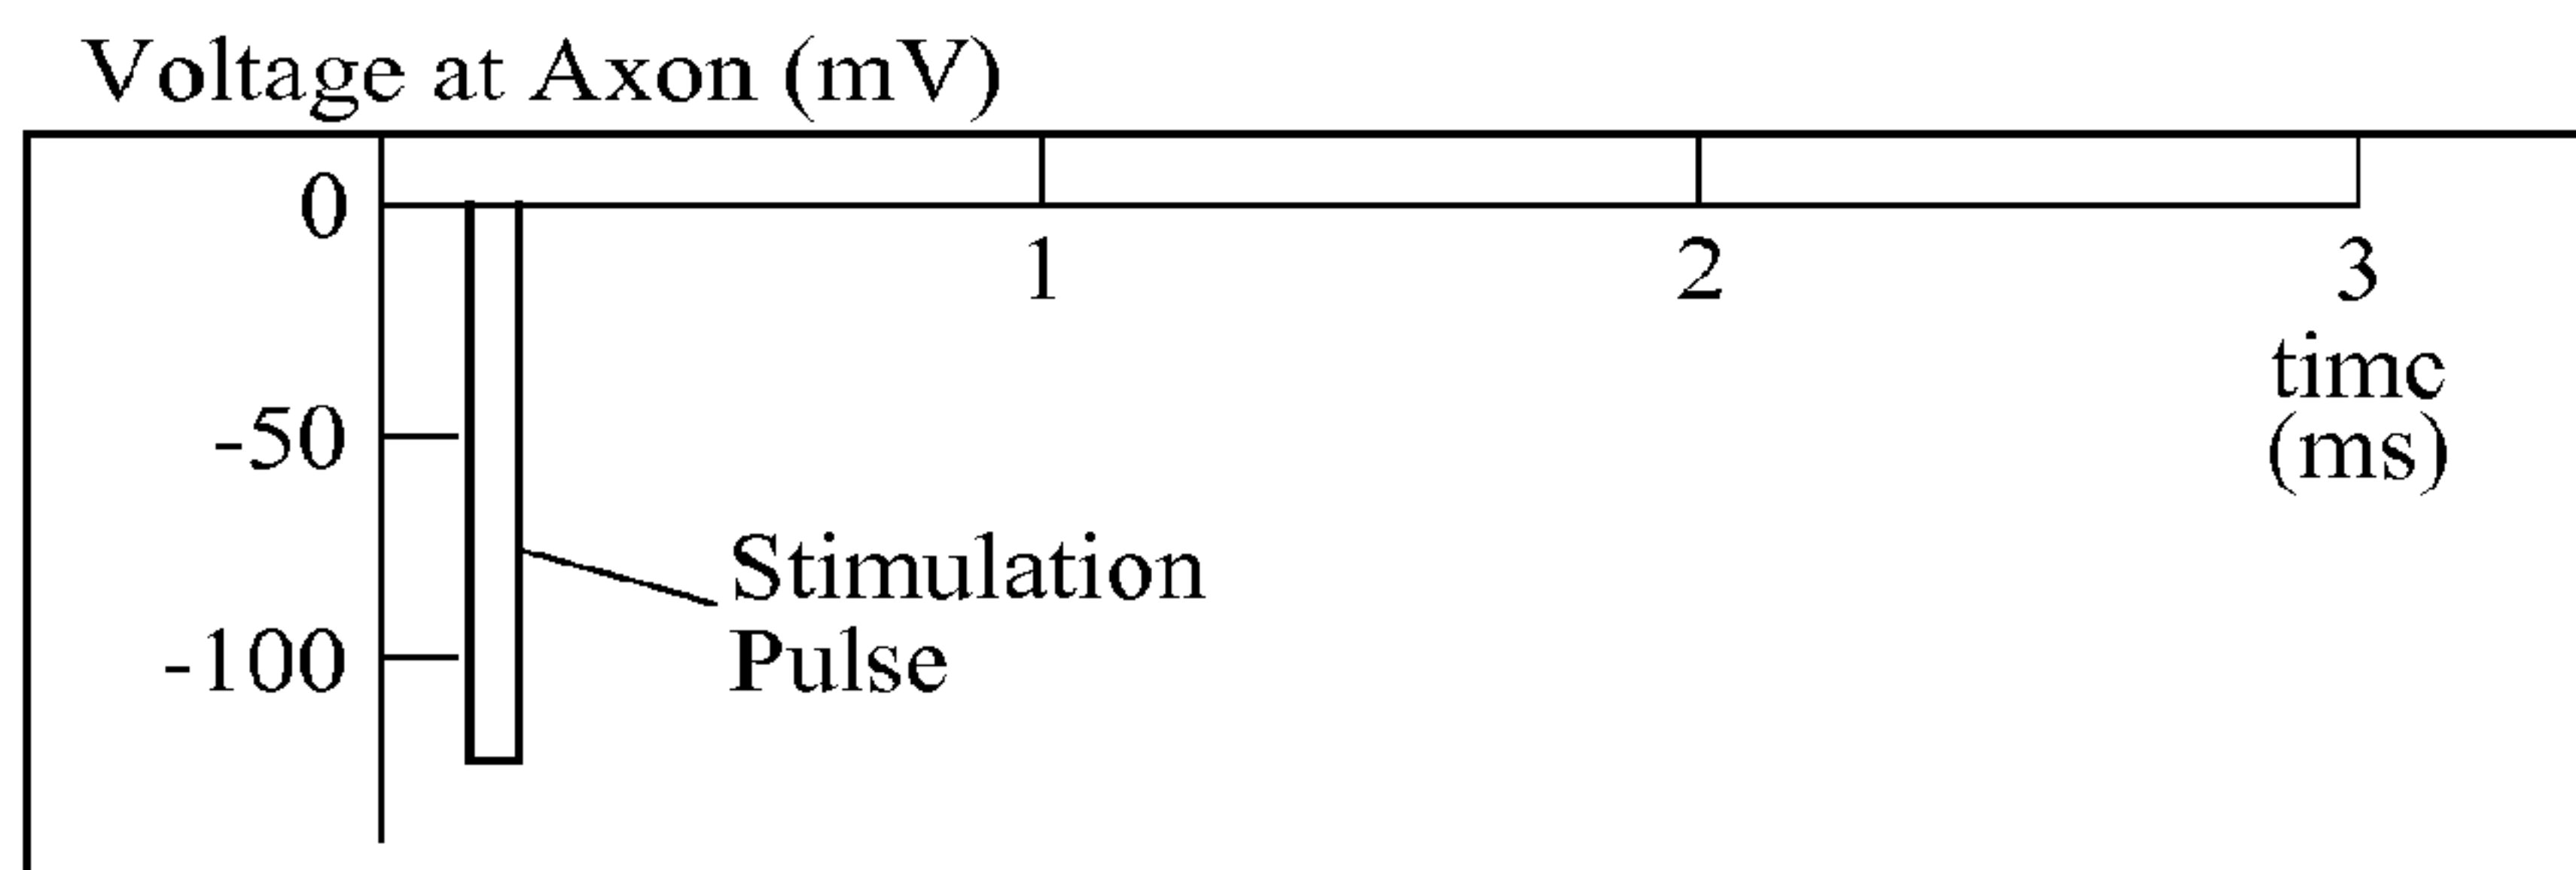 Voltage at Axon (mV)
0
1
2
3
timc
(ms)
-50
Stimulation
-100
Pulse